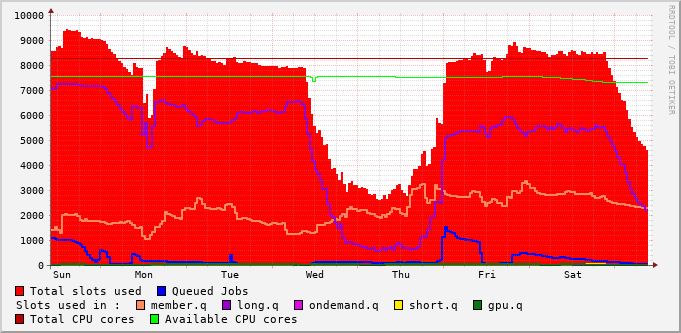 10000
9000
8000
7000
6000
5000
4000
3000
2000
1000
0
Sun Mon Tue Wed Thu Fri Sat
RRDTOOL / TOBI OETIKER
Total slots used Queued Jobs
Slots used in : member.q long.q ondemand.q short.q gpu.q
Total CPU cores Available CPU cores